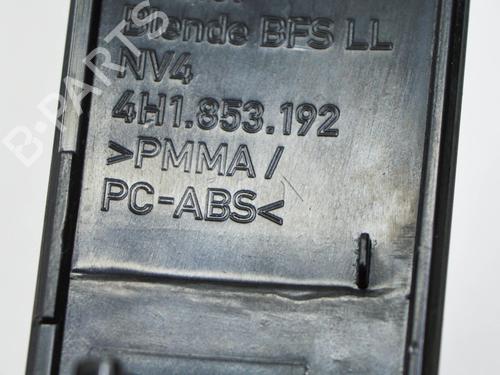 Blende BFS LL
NV4
4H1.853.192
>PMMA/
PC-ABS<
B-PARTS